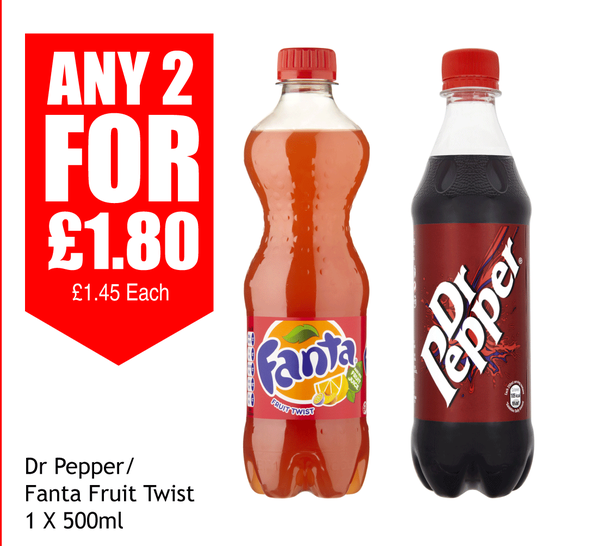 ANY 2
FOR
£1.80
£1.45 Each
Fanta
FRUIT TWIST
Dr
Pepper
Dr Pepper/
Fanta Fruit Twist
1 X 500ml